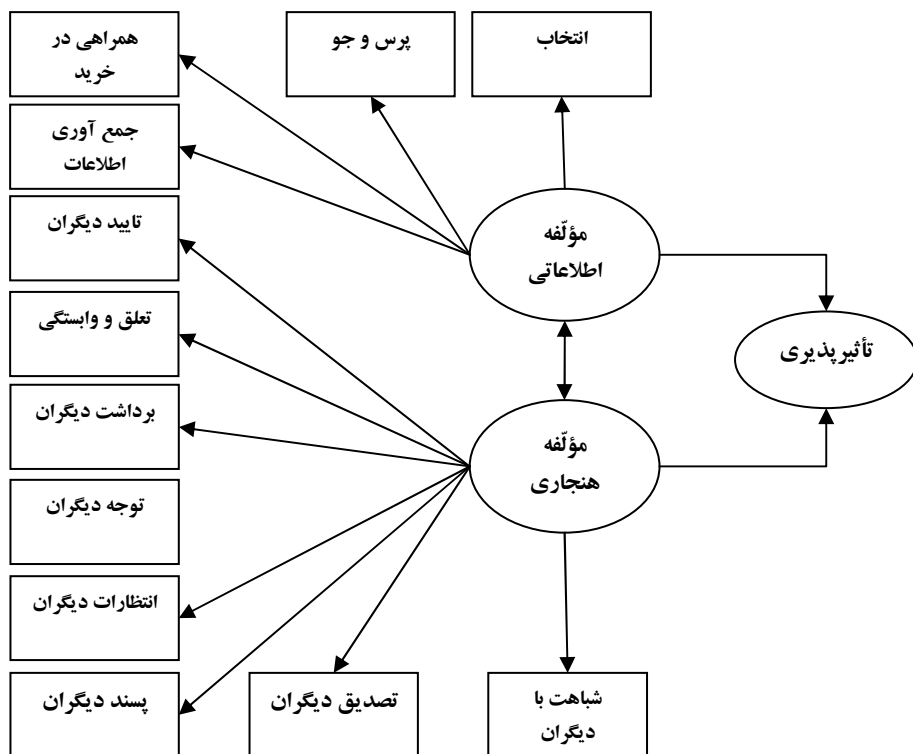 انتخاب
پرس و جو
همراهی در
خرید
جمع آوری
اطلاعات
تایید دیگران
تعلق و وابستگی
برداشت دیگران
توجه دیگران
انتظارات دیگران
پسند دیگران
تصدیق دیگران
شباهت با
دیگران
مؤلّفه
اطلاعاتی
مؤلّفه
هنجاری
تأثیرپذیری